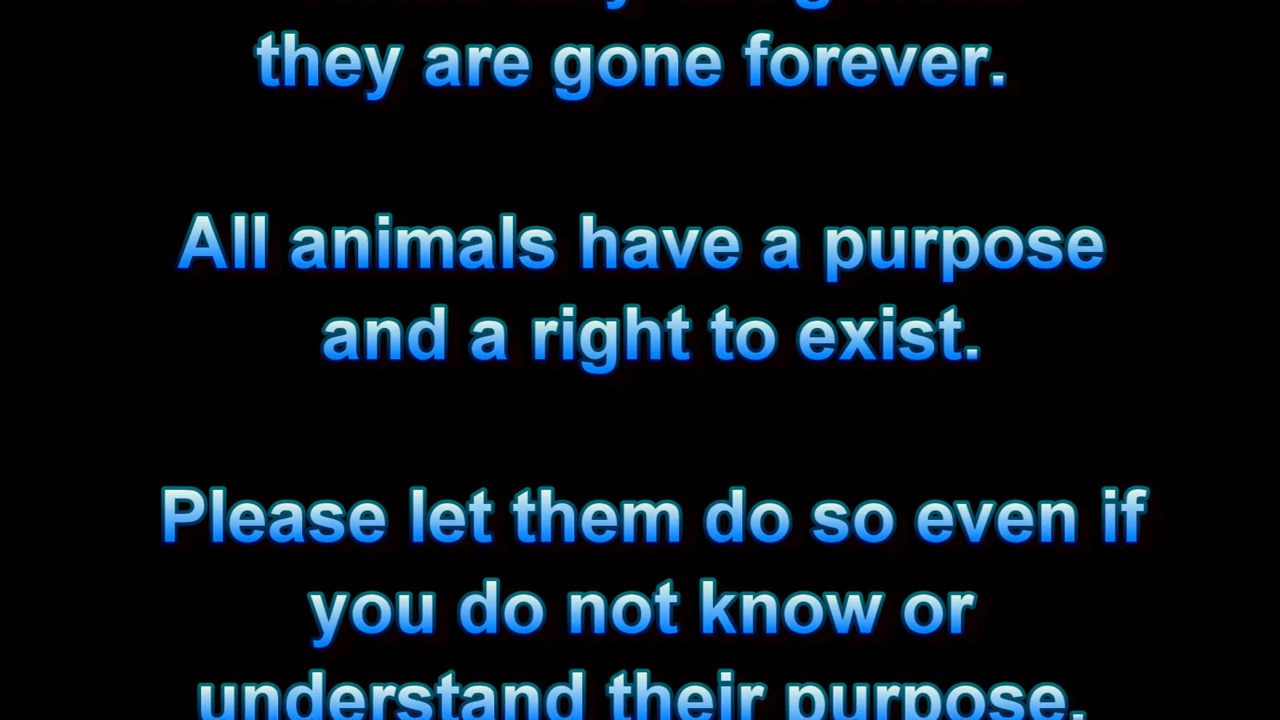 they are gone forever.
All animals have a purpose
and a right to exist.
Please let them do so even if
you do not know or
understand their purpose.